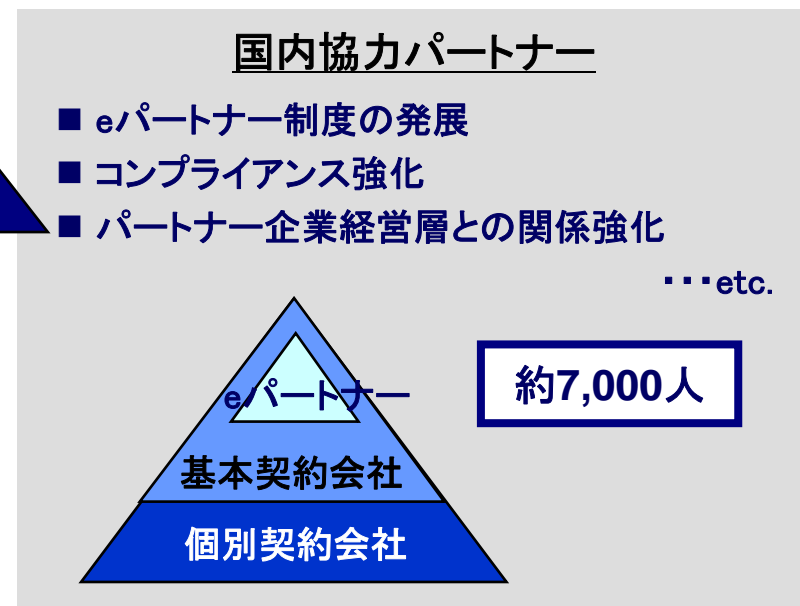 国内協力パートナー
■ eパートナー制度の発展
■ コンプライアンス強化
■ パートナー企業経営層との関係強化
・・・etc.
eパートナー
約7,000人
基本契約会社
個別契約会社